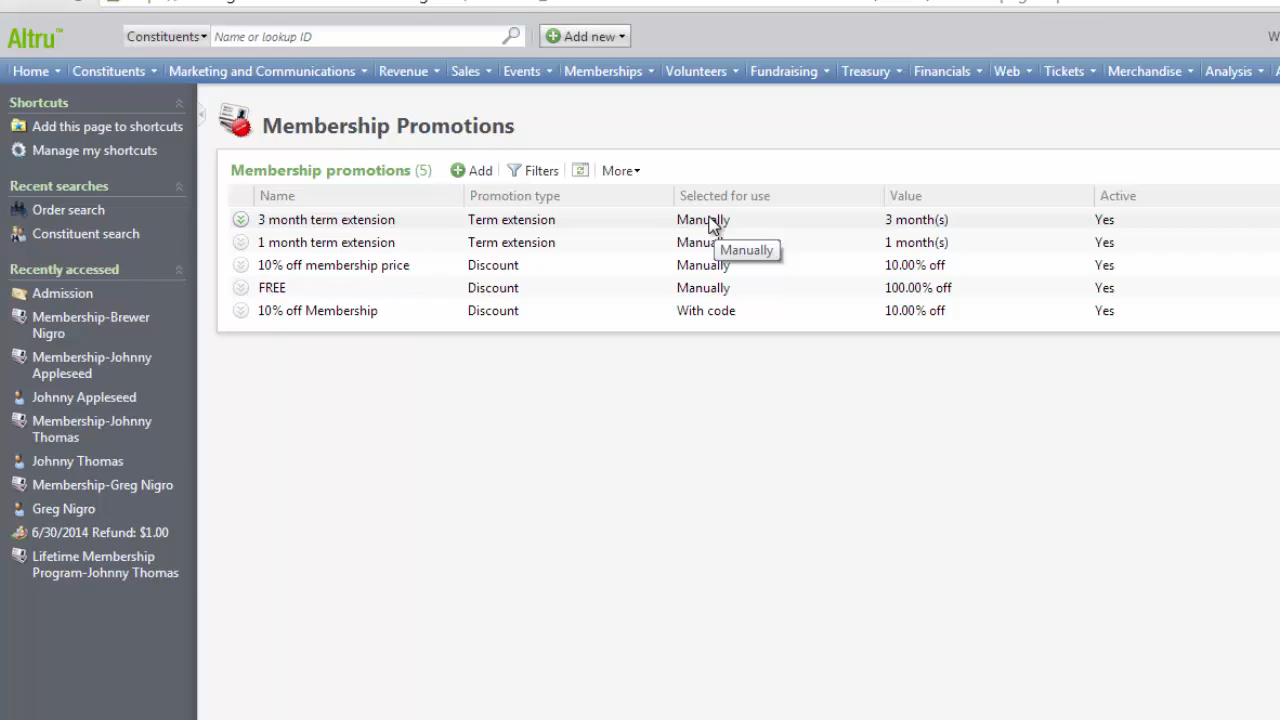 Altru™
Constituents
Name or lookup ID
Add new
W
Home
Constituents
Marketing and Communications
Revenue
Sales
Events
Memberships
Volunteers
Fundraising
Treasury
Financials
Web
Tickets
Merchandise
Analysis
Shortcuts
Add this page to shortcuts
Manage my shortcuts
Recent searches
Order search
Constituent search
Recently accessed
Admission
Membership-Brewer
Nigro
Membership-Johnny
Appleseed
Johnny Appleseed
Membership-Johnny
Thomas
Johnny Thomas
Membership-Greg Nigro
Greg Nigro
6/30/2014 Refund: $1.00
Lifetime Membership
Program-Johnny Thomas
Membership Promotions
Membership promotions (5) Add Filters More
Name Promotion type Selected for use Value Active
3 month term extension Term extension Manually 3 month(s) Yes
1 month term extension Term extension Manually 1 month(s) Yes
Manually
10% off membership price Discount Manually 10.00% off Yes
FREE Discount Manually 100.00% off Yes
10% off Membership Discount With code 10.00% off Yes